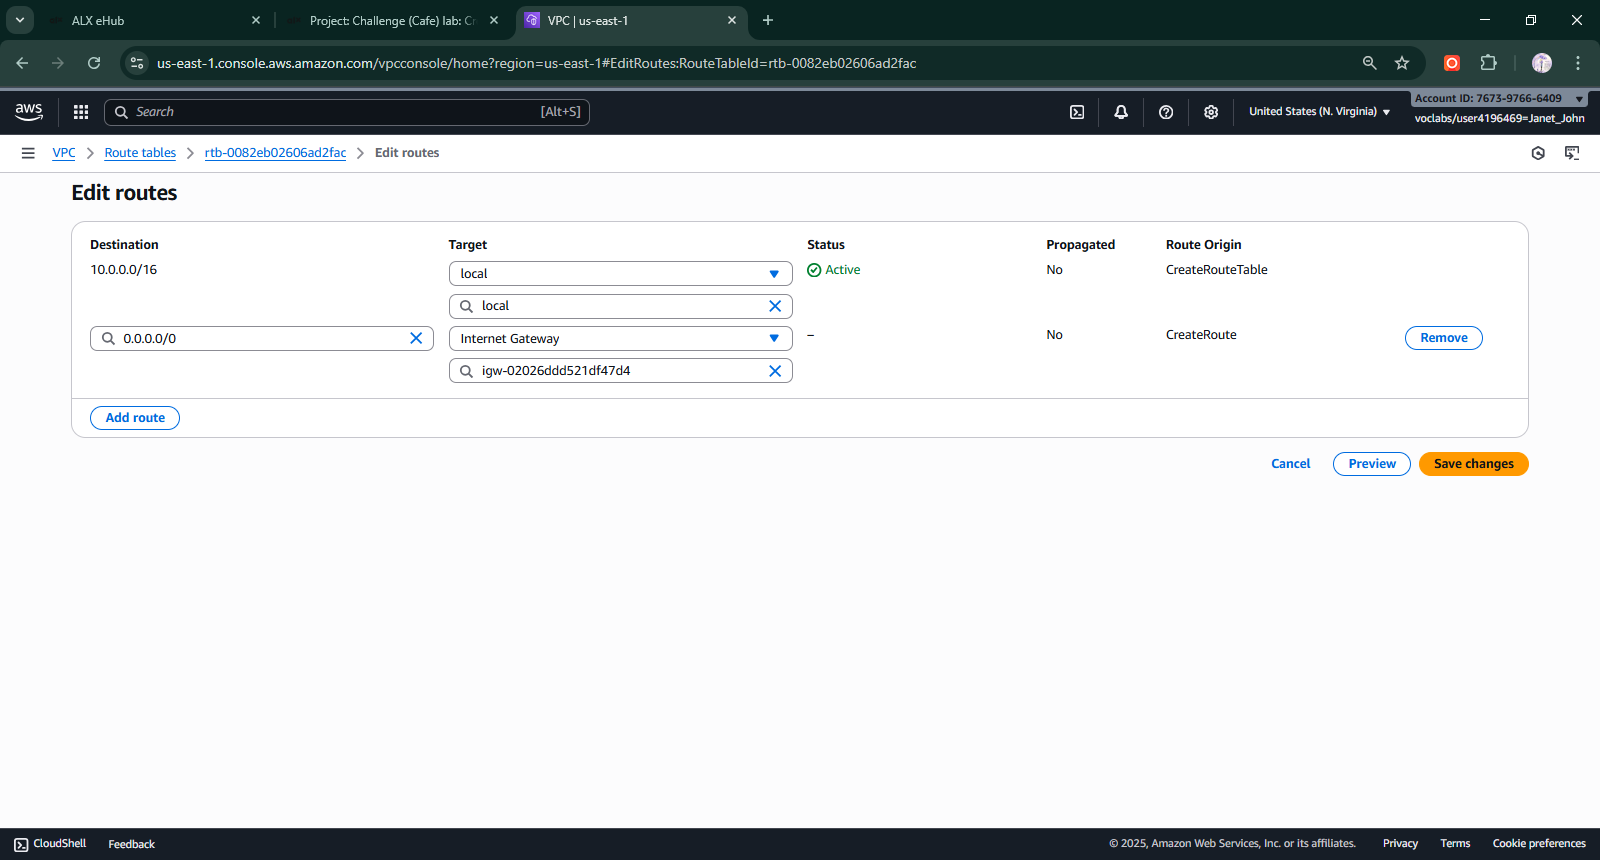 ALX eHub
Project: Challenge (Cafe) lab: Cr
VPC | us-east-1
us-east-1.console.aws.amazon.com/vpcconsole/home?region=us-east-1#EditRoutes:RouteTableId=rtb-0082eb02606ad2fac
aws
Search
[Alt+S]
United States (N. Virginia)
Account ID: 7673-9766-6409
voclabs/user4196469=Janet_John
VPC
Route tables
rtb-0082eb02606ad2fac
Edit routes
Edit routes
Destination Target Status Propagated Route Origin
10.0.0.0/16 local Active No CreateRouteTable
local
0.0.0.0/0 Internet Gateway – No CreateRoute Remove
igw-02026ddd521df47d4
Add route
Cancel Preview Save changes
CloudShell Feedback © 2025, Amazon Web Services, Inc. or its affiliates. Privacy Terms Cookie preferences